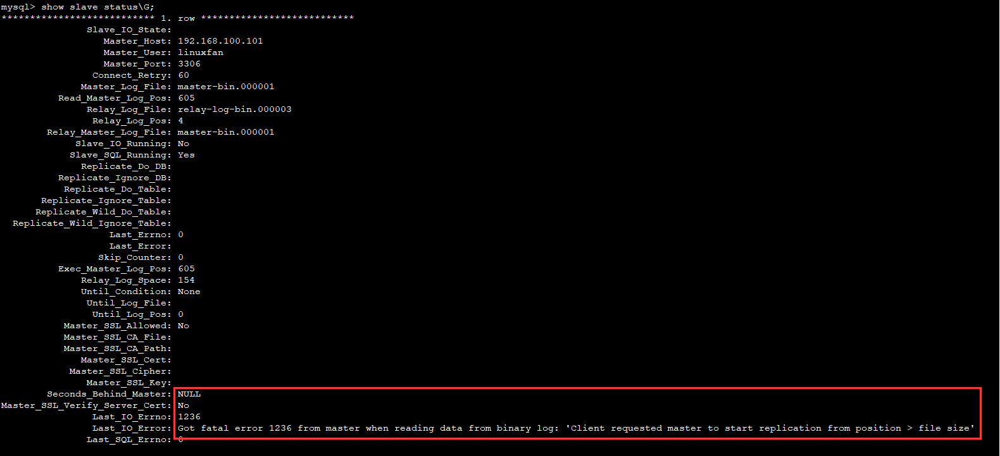 mysql> show slave status\G;
*************************** 1. row ***************************
Slave_IO_State:
Master_Host: 192.168.100.101
Master_User: linuxfan
Master_Port: 3306
Connect_Retry: 60
Master_Log_File: master-bin.000001
Read_Master_Log_Pos: 605
Relay_Log_File: relay-log-bin.000003
Relay_Log_Pos: 4
Relay_Master_Log_File: master-bin.000001
Slave_IO_Running: No
Slave_SQL_Running: Yes
Replicate_Do_DB:
Replicate_Ignore_DB:
Replicate_Do_Table:
Replicate_Ignore_Table:
Replicate_Wild_Do_Table:
Replicate_Wild_Ignore_Table:
Last_Errno: 0
Last_Error:
Skip_Counter: 0
Exec_Master_Log_Pos: 605
Relay_Log_Space: 154
Until_Condition: None
Until_Log_File:
Until_Log_Pos: 0
Master_SSL_Allowed: No
Master_SSL_CA_File:
Master_SSL_CA_Path:
Master_SSL_Cert:
Master_SSL_Cipher:
Master_SSL_Key:
Seconds_Behind_Master: NULL
Master_SSL_Verify_Server_Cert: No
Last_IO_Errno: 1236
Last_IO_Error: Got fatal error 1236 from master when reading data from binary log: 'Client requested master to start replication from position > file size'
Last_SQL_Errno: 0